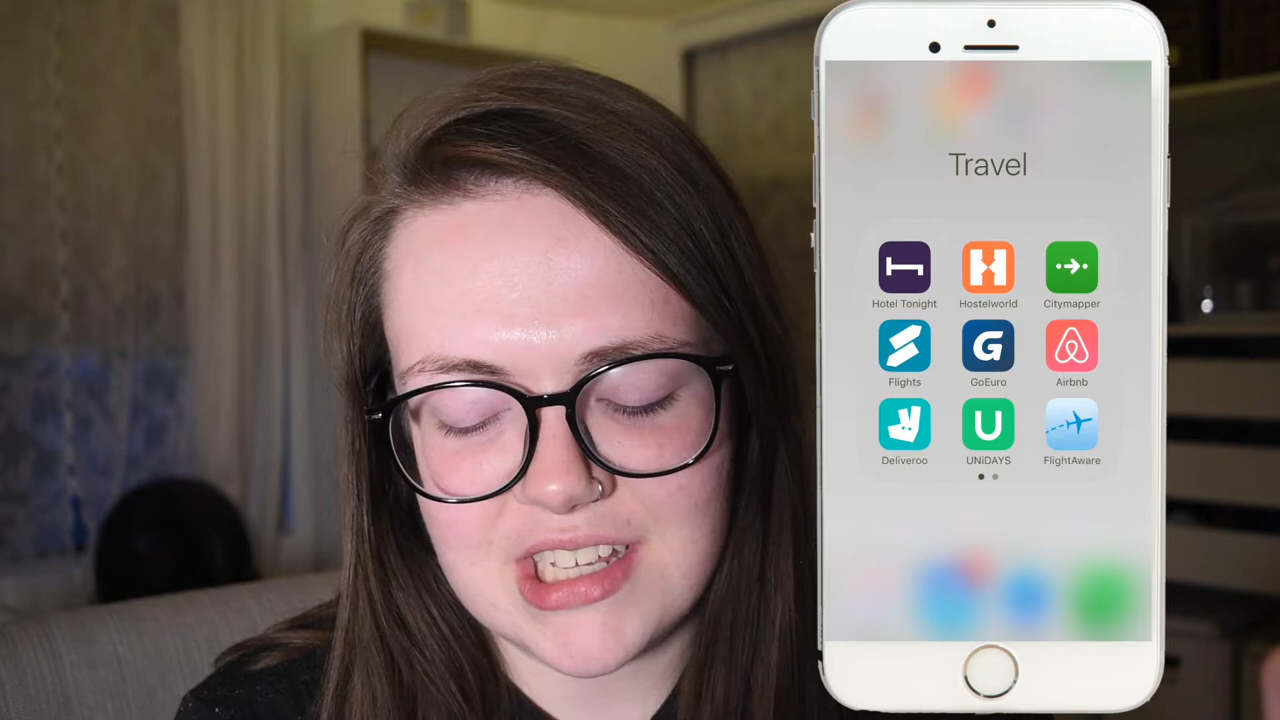 Travel
Hotel Tonight Hostelworld Citymapper
Flights GoEuro Airbnb
Deliveroo UNiDAYS FlightAware